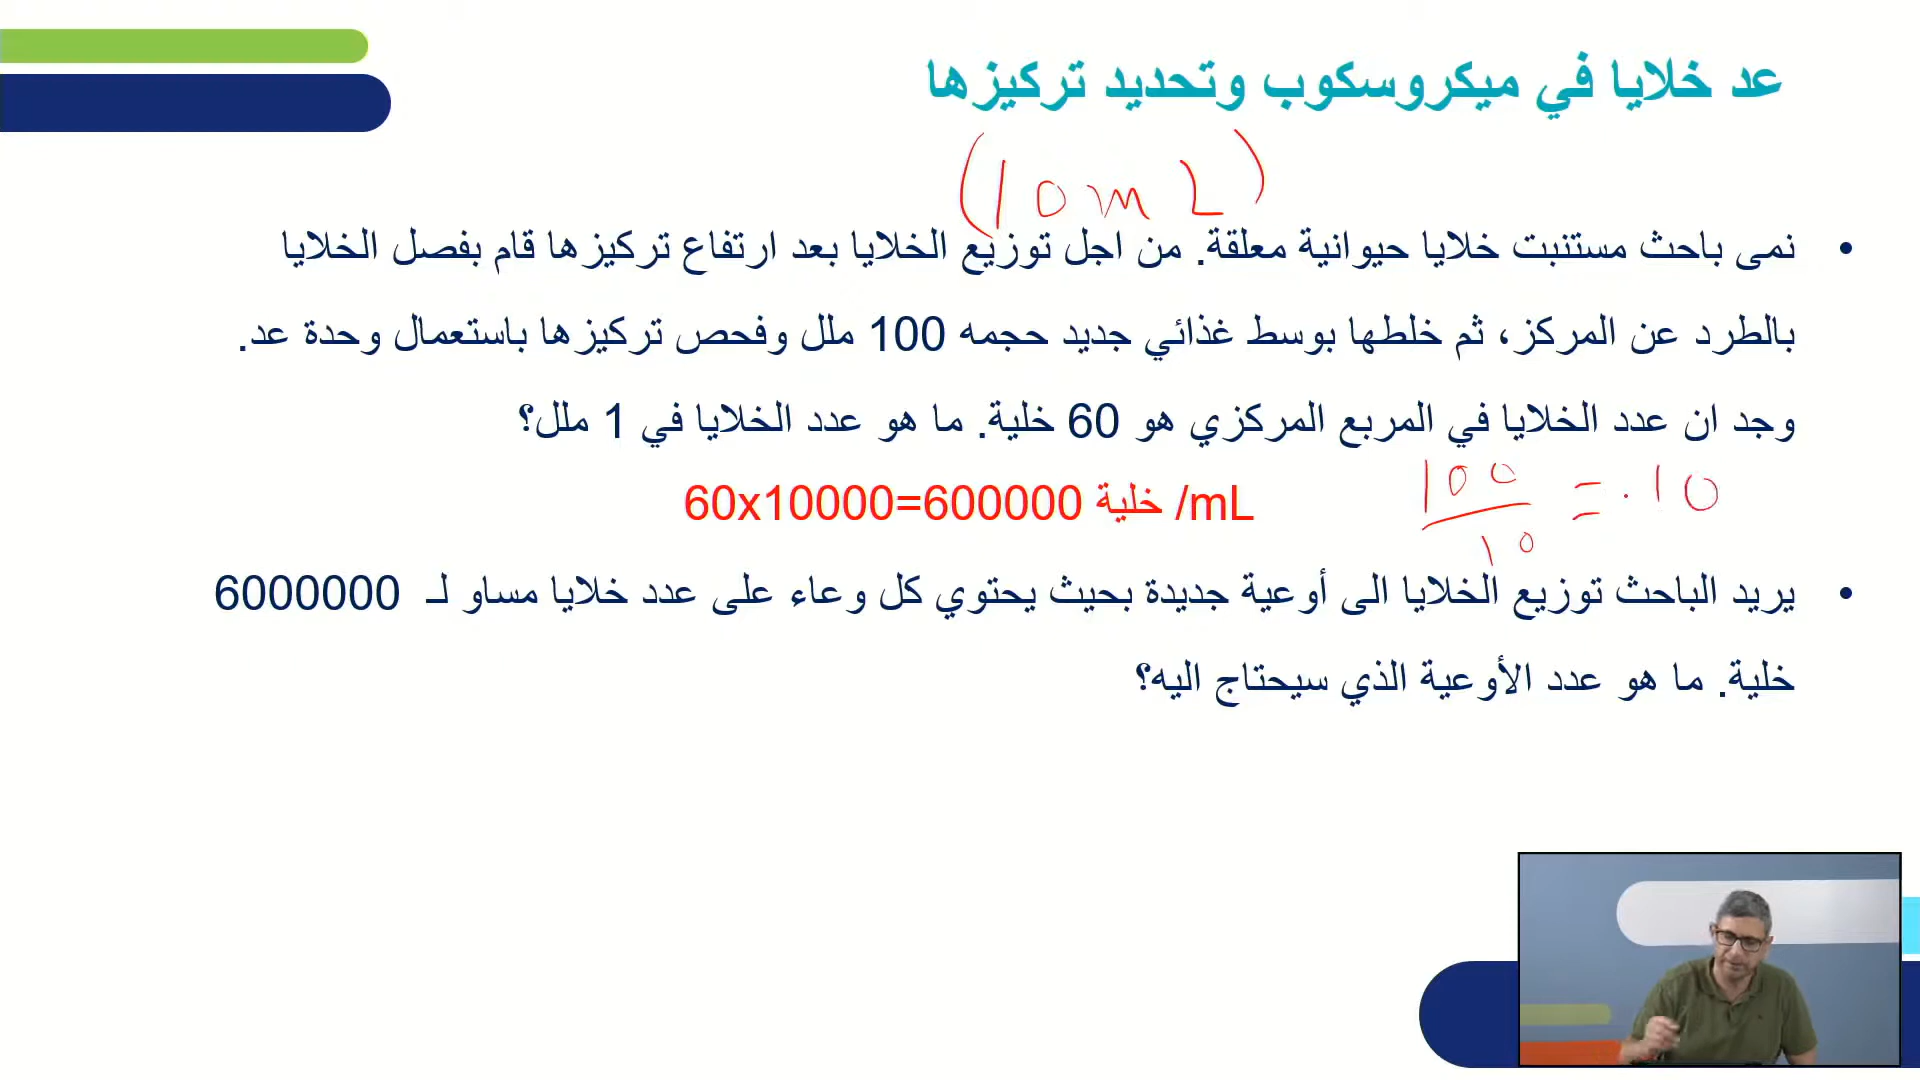 عد خلايا في ميكروسكوب وتحديد تركيزها
(10mL)
• نمى باحث مستنبت خلايا حيوانية معلقة. من اجل توزيع الخلايا بعد ارتفاع تركيزها قام بفصل الخلايا
بالطرد عن المركز، ثم خلطها بوسط غذائي جديد حجمه 100 ملل وفحص تركيزها باستعمال وحدة عد.
وجد ان عدد الخلايا في المربع المركزي هو 60 خلية. ما هو عدد الخلايا في 1 ملل؟
60x10000=600000 خلية /mL
100
= .10
10
• يريد الباحث توزيع الخلايا الى أوعية جديدة بحيث يحتوي كل وعاء على عدد خلايا مساو لـ 6000000
خلية. ما هو عدد الأوعية الذي سيحتاج اليه؟